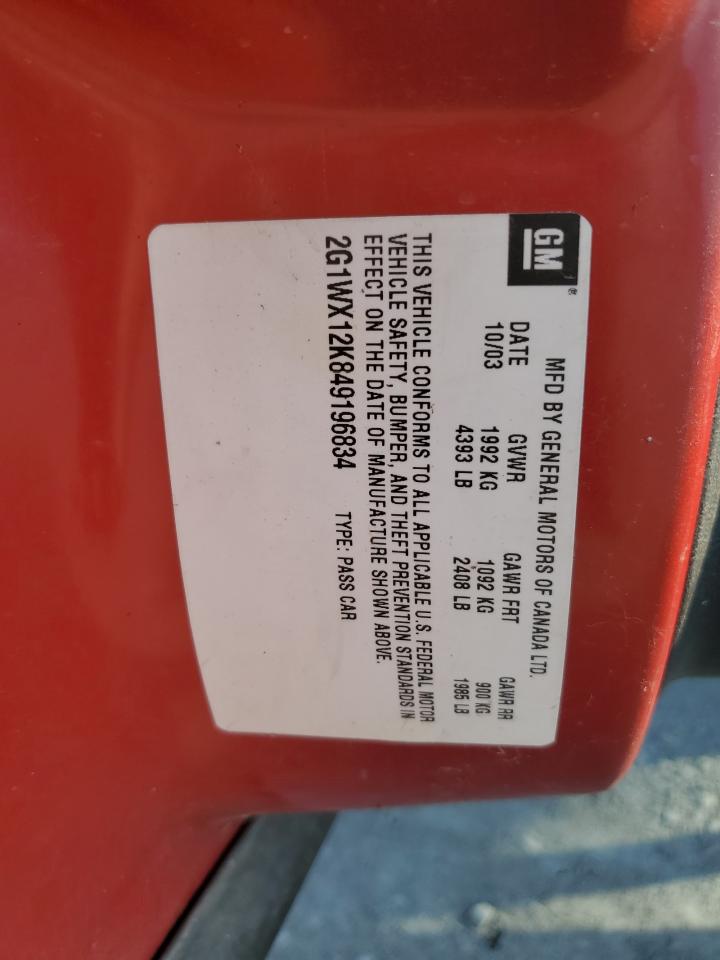 GM®
MFD BY GENERAL MOTORS OF CANADA LTD.
DATE GVWR GAWR FRT GAWR RR
10/03 1992 KG 1092 KG 900 KG
4393 LB 2408 LB 1985 LB
THIS VEHICLE CONFORMS TO ALL APPLICABLE U.S. FEDERAL MOTOR
VEHICLE SAFETY, BUMPER, AND THEFT PREVENTION STANDARDS IN
EFFECT ON THE DATE OF MANUFACTURE SHOWN ABOVE.
2G1WX12K849196834 TYPE: PASS CAR